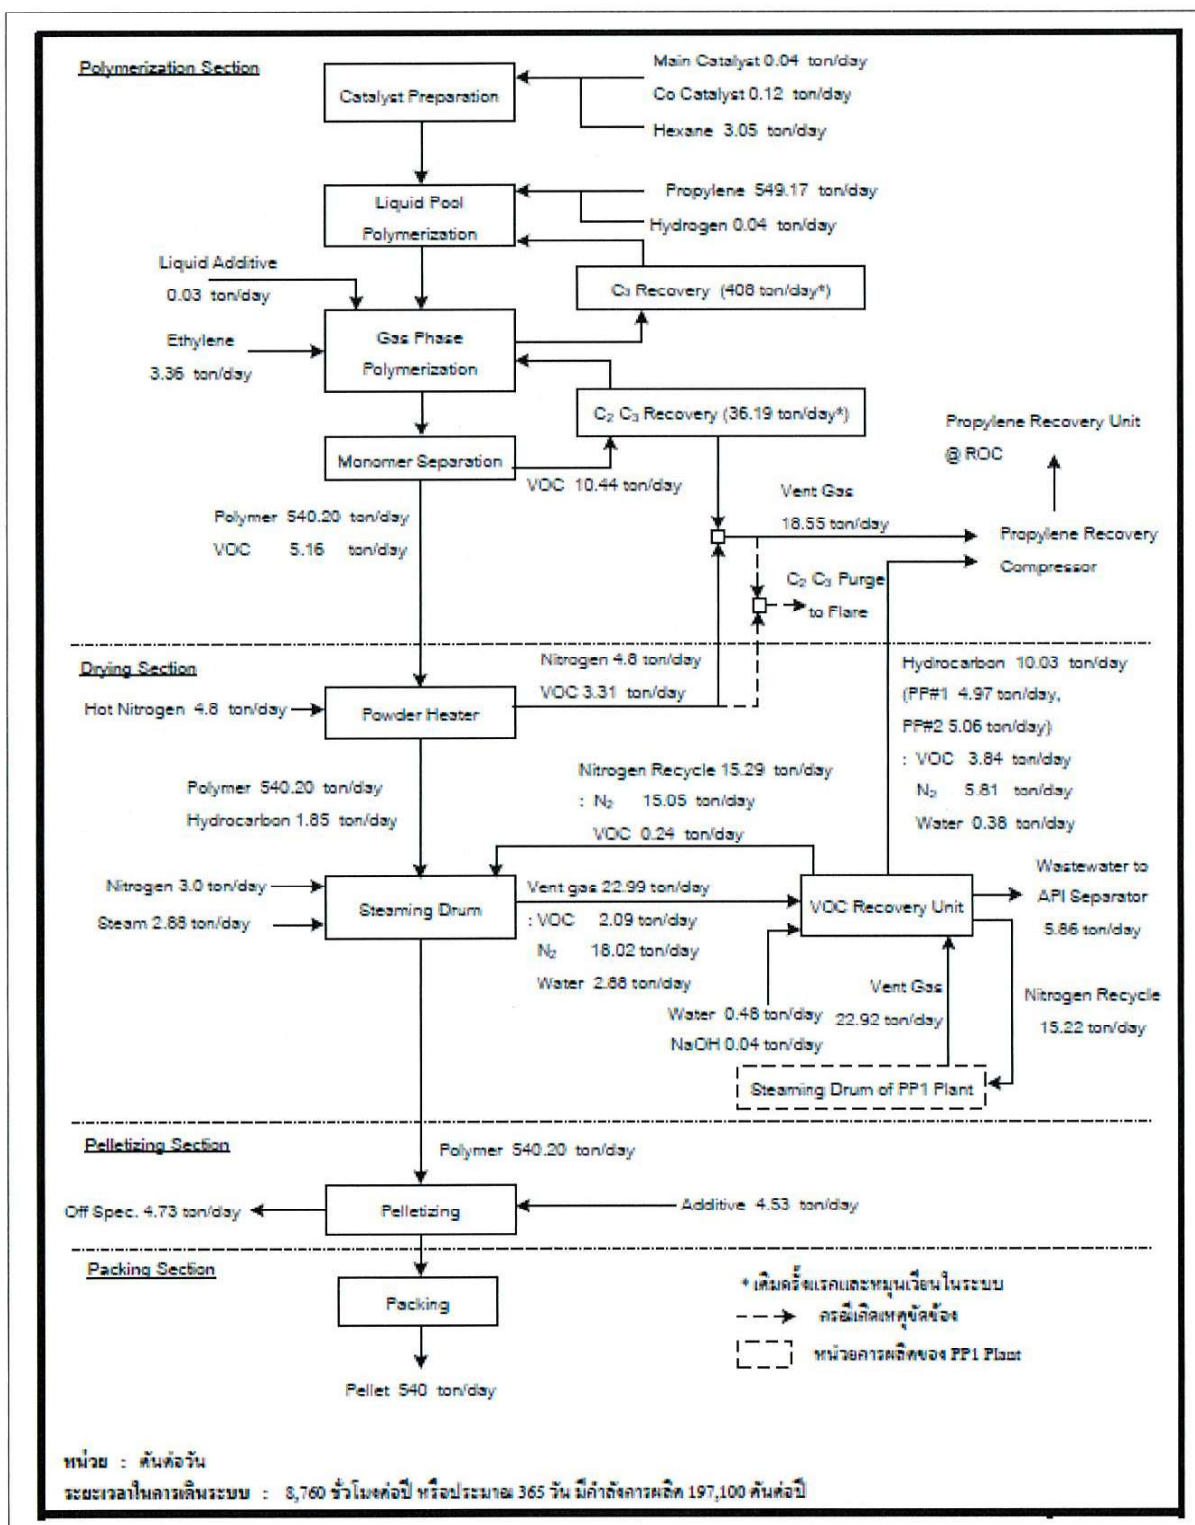 Polymerization Section
Main Catalyst 0.04 ton/day
Catalyst Preparation
Co Catalyst 0.12 ton/day
Hexane 3.05 ton/day
Propylene 549.17 ton/day
Liquid Pool
Polymerization
Hydrogen 0.04 ton/day
Liquid Additive
0.03 ton/day
C₃ Recovery (408 ton/day*)
Ethylene
3.36 ton/day
Gas Phase
Polymerization
C₂ C₃ Recovery (36.19 ton/day*)
Propylene Recovery Unit
@ ROC
Monomer Separation
VOC 10.44 ton/day
Vent Gas
18.55 ton/day
Polymer 540.20 ton/day
VOC 5.16 ton/day
Propylene Recovery
Compressor
C₂ C₃ Purge
to Flare
Drying Section
Nitrogen 4.8 ton/day
VOC 3.31 ton/day
Hydrocarbon 10.03 ton/day
(PP#1 4.97 ton/day,
PP#2 5.06 ton/day)
: VOC 3.84 ton/day
N₂ 5.81 ton/day
Water 0.38 ton/day
Hot Nitrogen 4.8 ton/day
Powder Heater
Nitrogen Recycle 15.29 ton/day
: N₂ 15.05 ton/day
VOC 0.24 ton/day
Polymer 540.20 ton/day
Hydrocarbon 1.85 ton/day
Nitrogen 3.0 ton/day
Steam 2.88 ton/day
Steaming Drum
Vent gas 22.99 ton/day
: VOC 2.09 ton/day
N₂ 18.02 ton/day
Water 2.88 ton/day
VOC Recovery Unit
Wastewater to
API Separator
5.86 ton/day
Water 0.48 ton/day
NaOH 0.04 ton/day
Vent Gas
22.92 ton/day
Nitrogen Recycle
15.22 ton/day
Steaming Drum of PP1 Plant
Pelletizing Section
Polymer 540.20 ton/day
Off Spec. 4.73 ton/day
Pelletizing
Additive 4.53 ton/day
Packing Section
Packing
Pellet 540 ton/day
* เติมครั้งแรกและหมุนเวียนในระบบ
กรณีเกิดเหตุขัดข้อง
หน่วยการผลิตของ PP1 Plant
หน่วย : ตันต่อวัน
ระยะเวลาในการเดินระบบ : 8,760 ชั่วโมงต่อปี หรือประมาณ 365 วัน มีกำลังการผลิต 197,100 ตันต่อปี